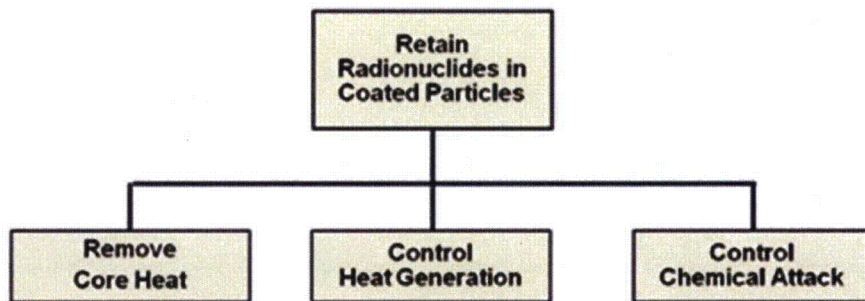 Retain
Radionuclides in
Coated Particles
Remove
Core Heat
Control
Heat Generation
Control
Chemical Attack